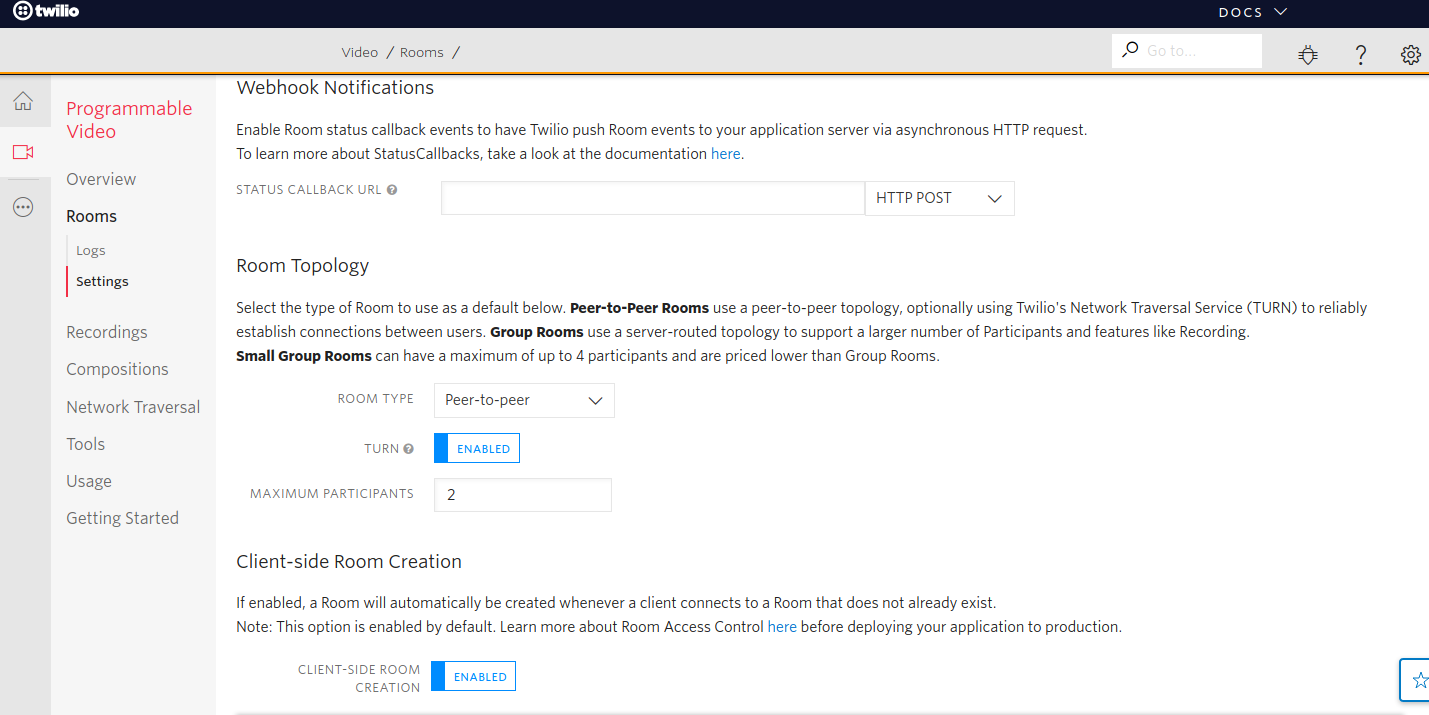 twilio
DOCS
Video / Rooms /
Go to...
Programmable
Video
Overview
Rooms
Logs
Settings
Recordings
Compositions
Network Traversal
Tools
Usage
Getting Started
Webhook Notifications
Enable Room status callback events to have Twilio push Room events to your application server via asynchronous HTTP request.
To learn more about StatusCallbacks, take a look at the documentation here.
STATUS CALLBACK URL ?
HTTP POST
Room Topology
Select the type of Room to use as a default below. Peer-to-Peer Rooms use a peer-to-peer topology, optionally using Twilio's Network Traversal Service (TURN) to reliably
establish connections between users. Group Rooms use a server-routed topology to support a larger number of Participants and features like Recording.
Small Group Rooms can have a maximum of up to 4 participants and are priced lower than Group Rooms.
ROOM TYPE
Peer-to-peer
TURN ?
ENABLED
MAXIMUM PARTICIPANTS
2
Client-side Room Creation
If enabled, a Room will automatically be created whenever a client connects to a Room that does not already exist.
Note: This option is enabled by default. Learn more about Room Access Control here before deploying your application to production.
CLIENT-SIDE ROOM
CREATION
ENABLED